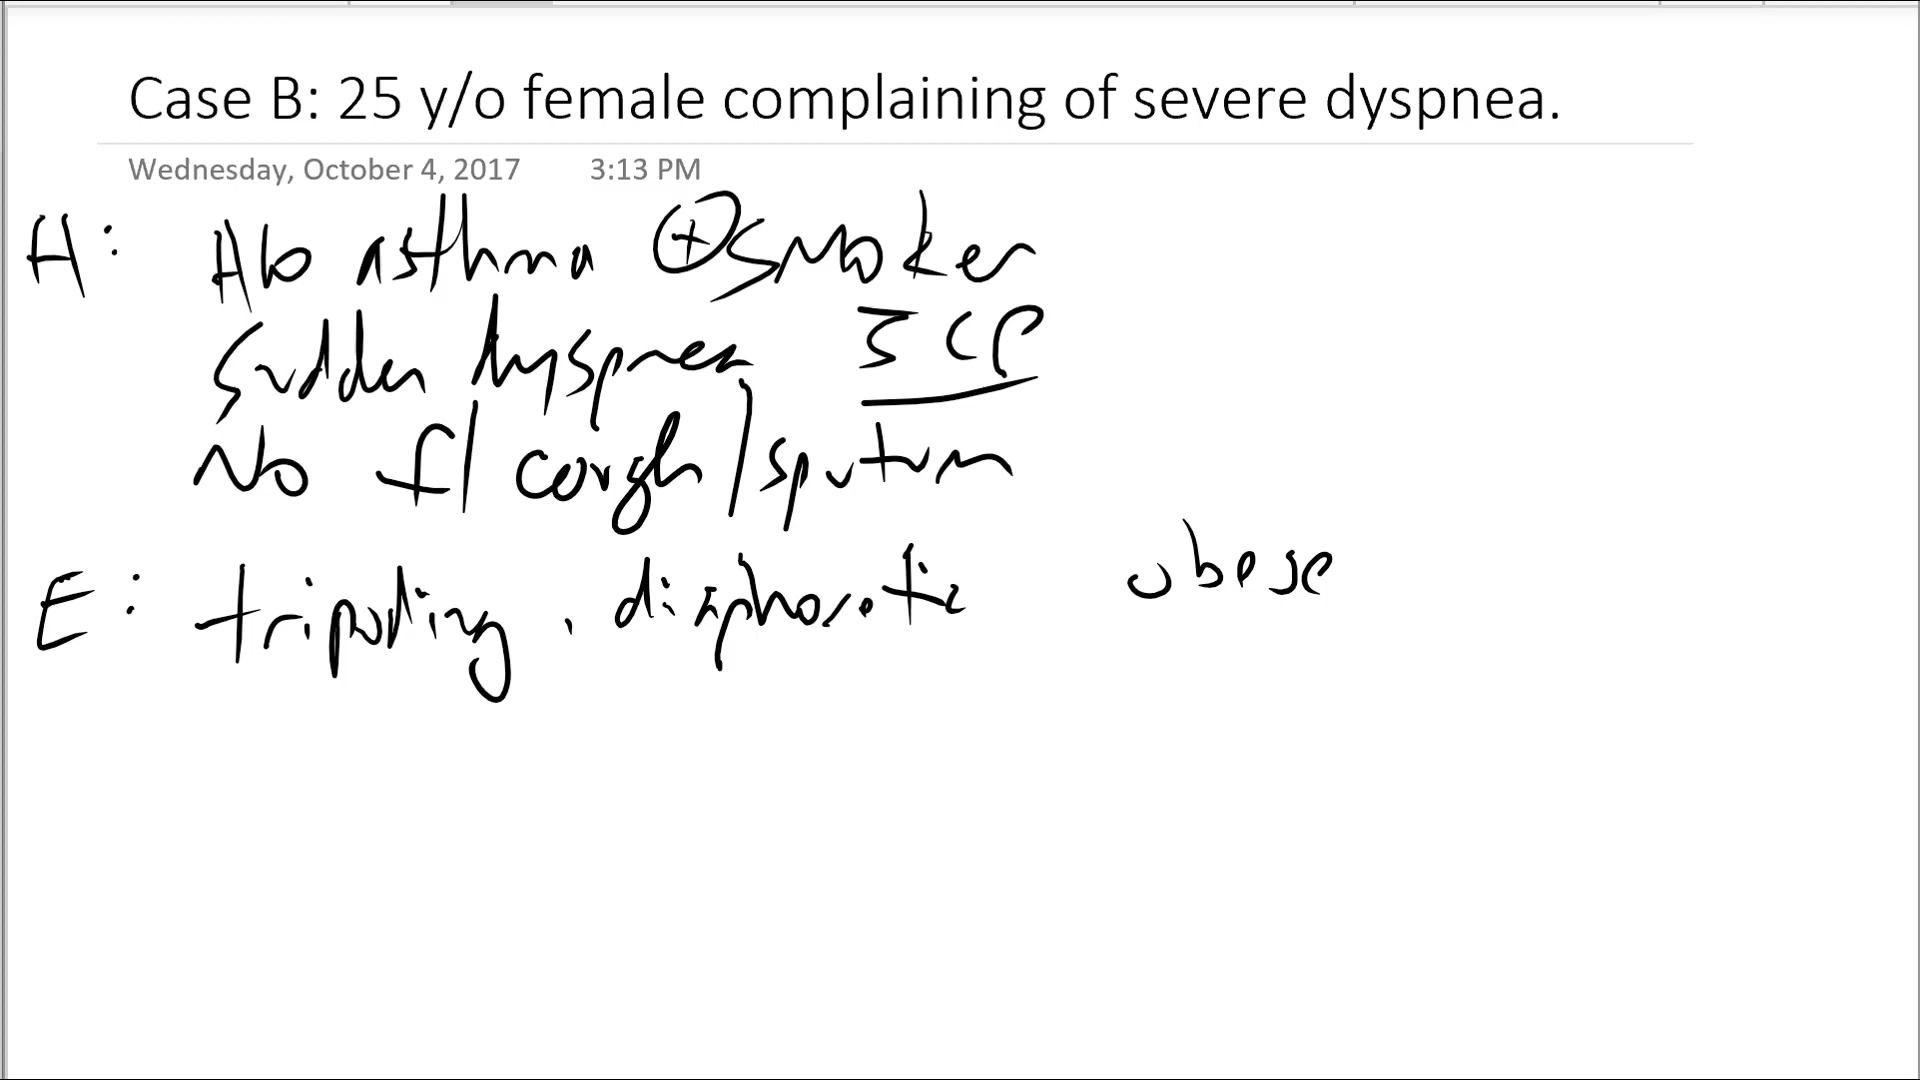 Case B: 25 y/o female complaining of severe dyspnea.
Wednesday, October 4, 2017 3:13 PM
H: asthma ⊕ smoker
Sudden dyspnea CP
No f/cough/sputum
E: tripoding, diaphoretic obese